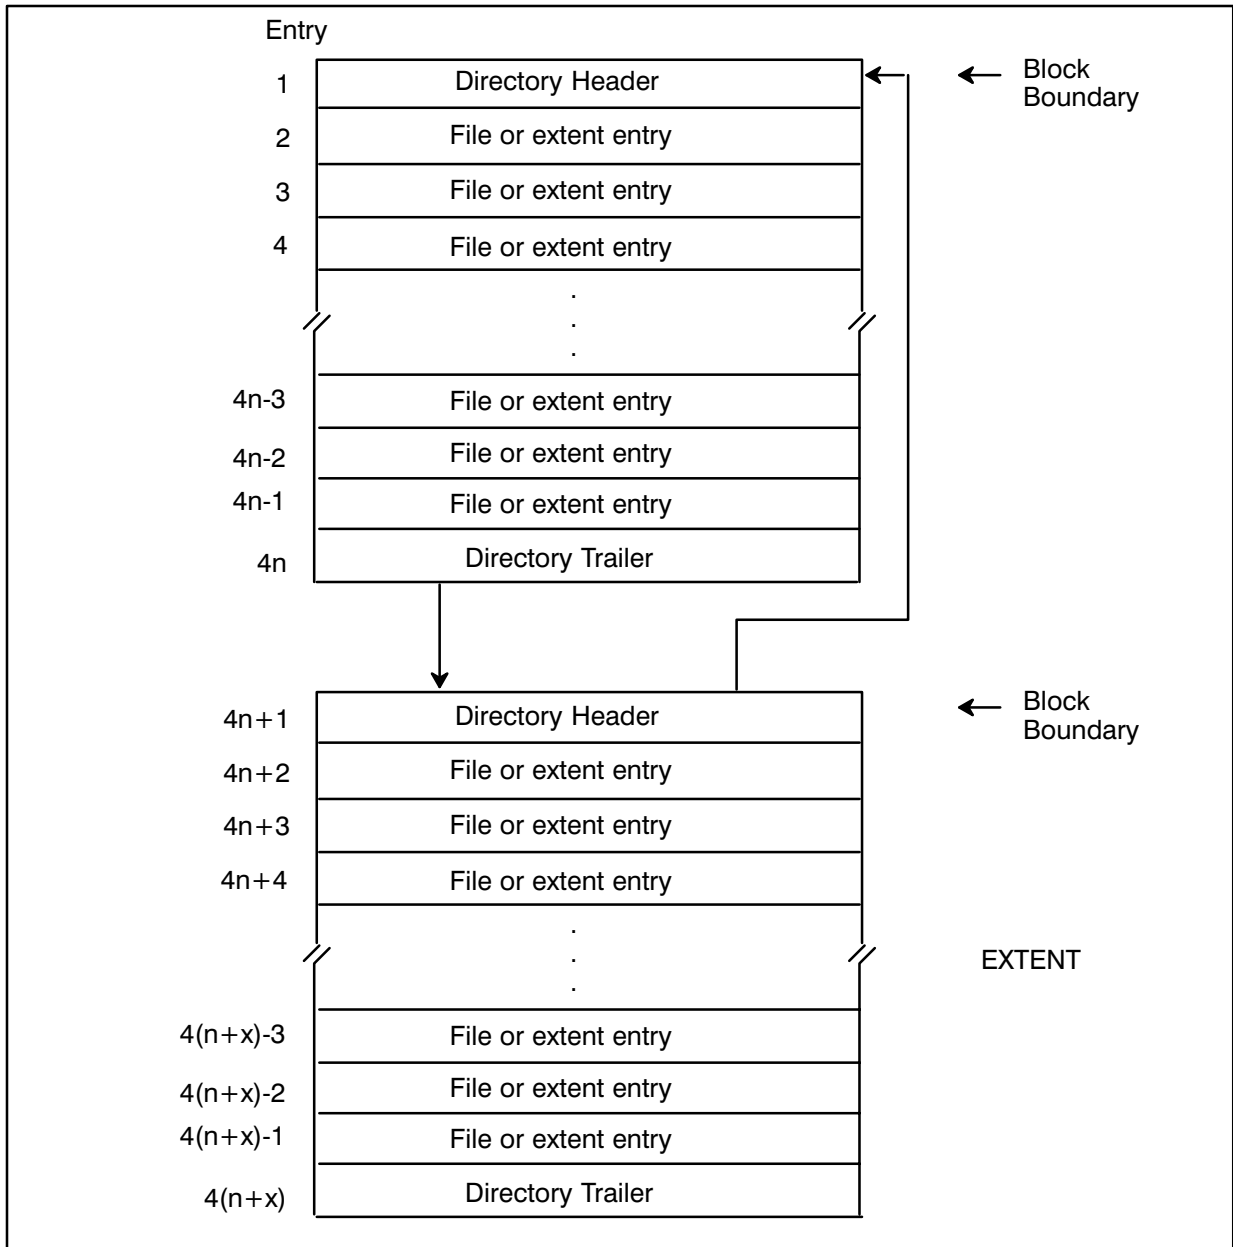 Entry
1 Directory Header
Block
Boundary
2 File or extent entry
3 File or extent entry
4 File or extent entry
.
.
.
4n-3 File or extent entry
4n-2 File or extent entry
4n-1 File or extent entry
4n Directory Trailer
4n+1 Directory Header
Block
Boundary
4n+2 File or extent entry
4n+3 File or extent entry
4n+4 File or extent entry
.
.
.
EXTENT
4(n+x)-3 File or extent entry
4(n+x)-2 File or extent entry
4(n+x)-1 File or extent entry
4(n+x) Directory Trailer